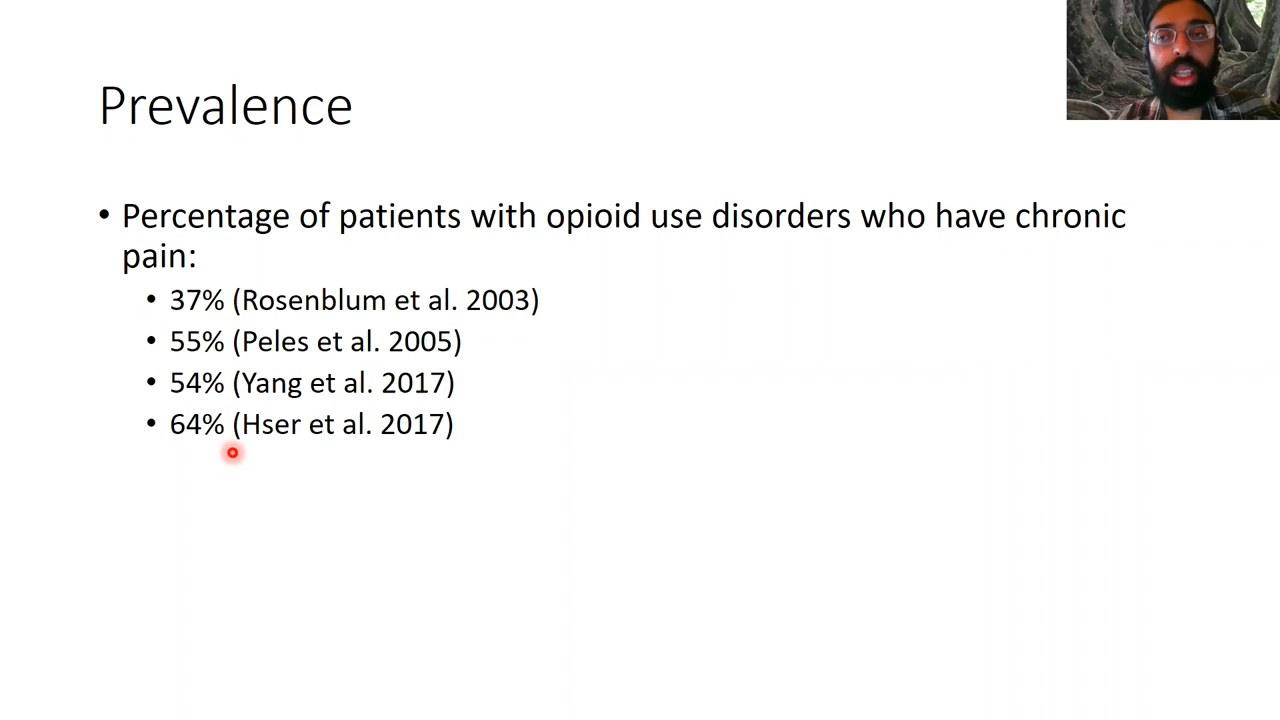 Prevalence
• Percentage of patients with opioid use disorders who have chronic
pain:
• 37% (Rosenblum et al. 2003)
• 55% (Peles et al. 2005)
• 54% (Yang et al. 2017)
• 64% (Hser et al. 2017)